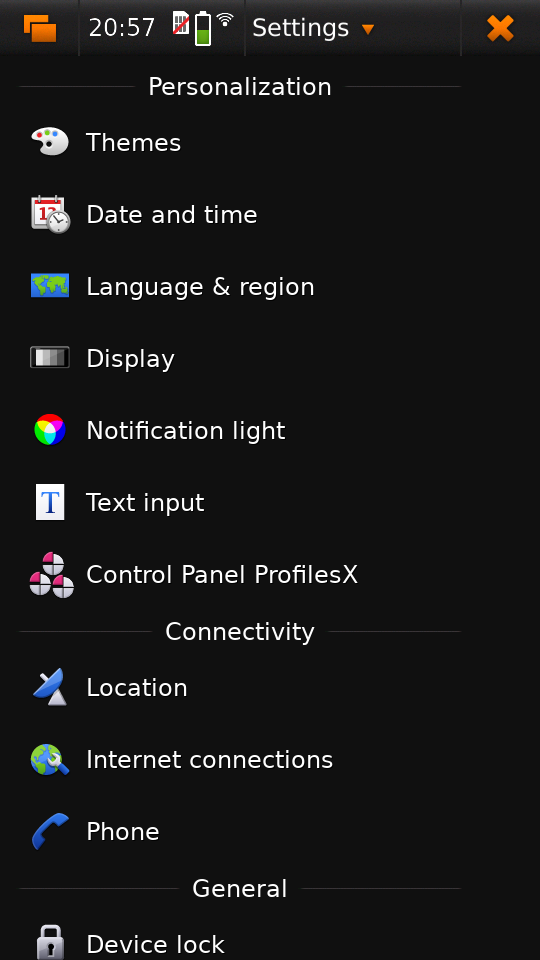 20:57 Settings
Personalization
Themes
Date and time
Language & region
Display
Notification light
T Text input
Control Panel ProfilesX
Connectivity
Location
Internet connections
Phone
General
Device lock